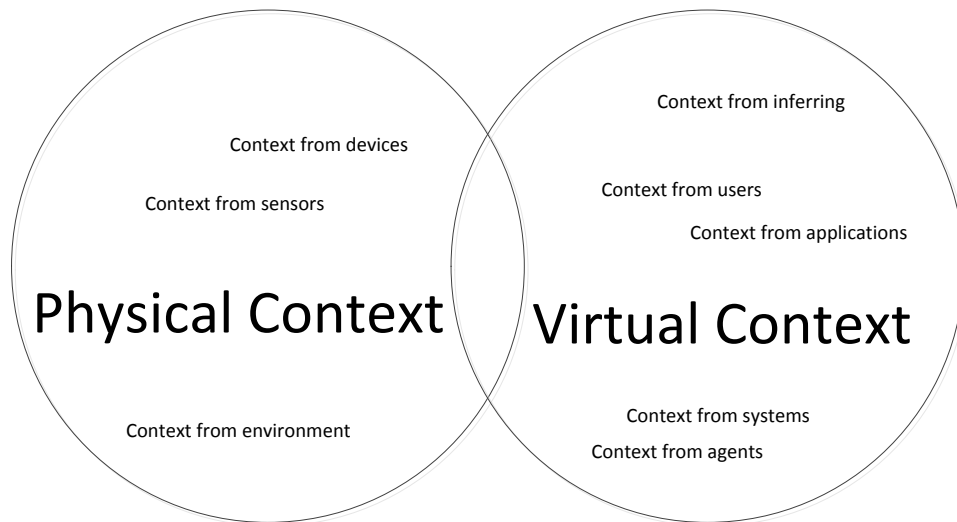 Context from devices
Context from sensors
Physical Context
Context from environment
Context from inferring
Context from users
Context from applications
Virtual Context
Context from systems
Context from agents